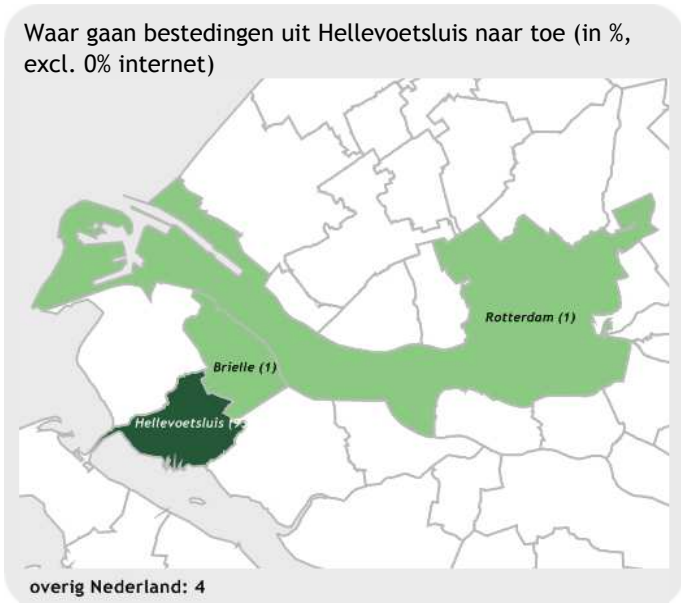 Waar gaan bestedingen uit Hellevoetsluis naar toe (in %,
excl. 0% internet)
Rotterdam (1)
Brielle (1)
Hellevoetsluis
overig Nederland: 4